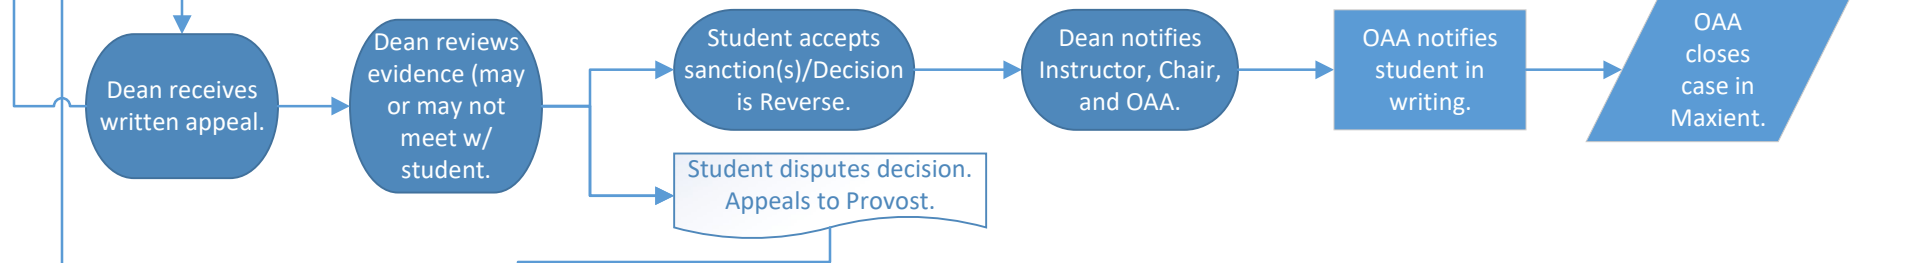 Dean receives
written appeal.
Dean reviews
evidence (may
or may not
meet w/
student.
Student accepts
sanction(s)/Decision
is Reverse.
Dean notifies
Instructor, Chair,
and OAA.
OAA notifies
student in
writing.
OAA
closes
case in
Maxient.
Student disputes decision.
Appeals to Provost.